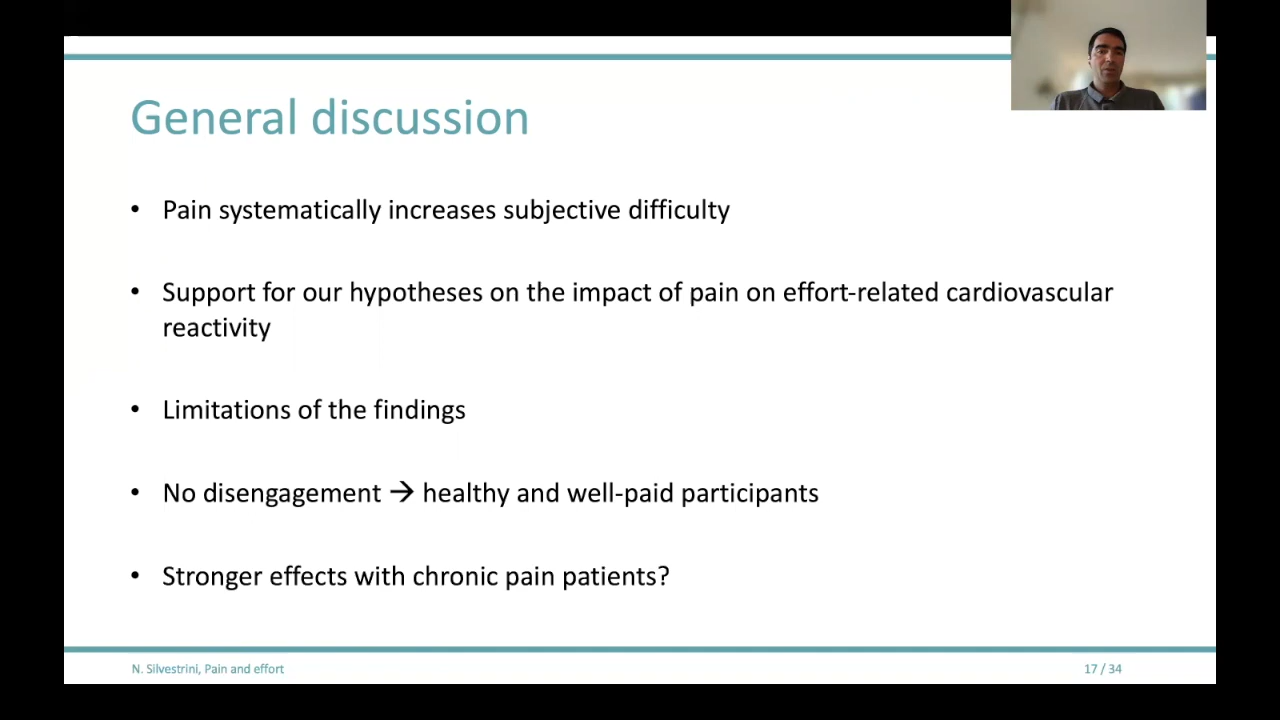 General discussion
• Pain systematically increases subjective difficulty
• Support for our hypotheses on the impact of pain on effort-related cardiovascular
reactivity
• Limitations of the findings
• No disengagement → healthy and well-paid participants
• Stronger effects with chronic pain patients?
N. Silvestrini, Pain and effort
17 / 34